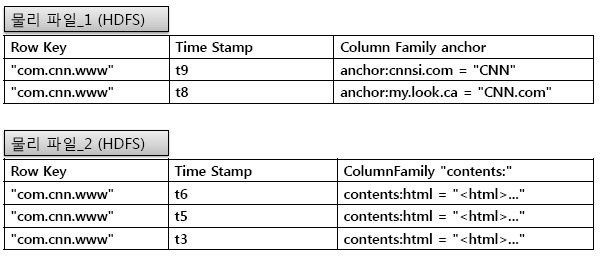 물리 파일_1 (HDFS)
Row Key Time Stamp Column Family anchor
"com.cnn.www" t9 anchor:cnnsi.com = "CNN"
"com.cnn.www" t8 anchor:my.look.ca = "CNN.com"
물리 파일_2 (HDFS)
Row Key Time Stamp ColumnFamily "contents:"
"com.cnn.www" t6 contents:html = "<html>..."
"com.cnn.www" t5 contents:html = "<html>..."
"com.cnn.www" t3 contents:html = "<html>..."